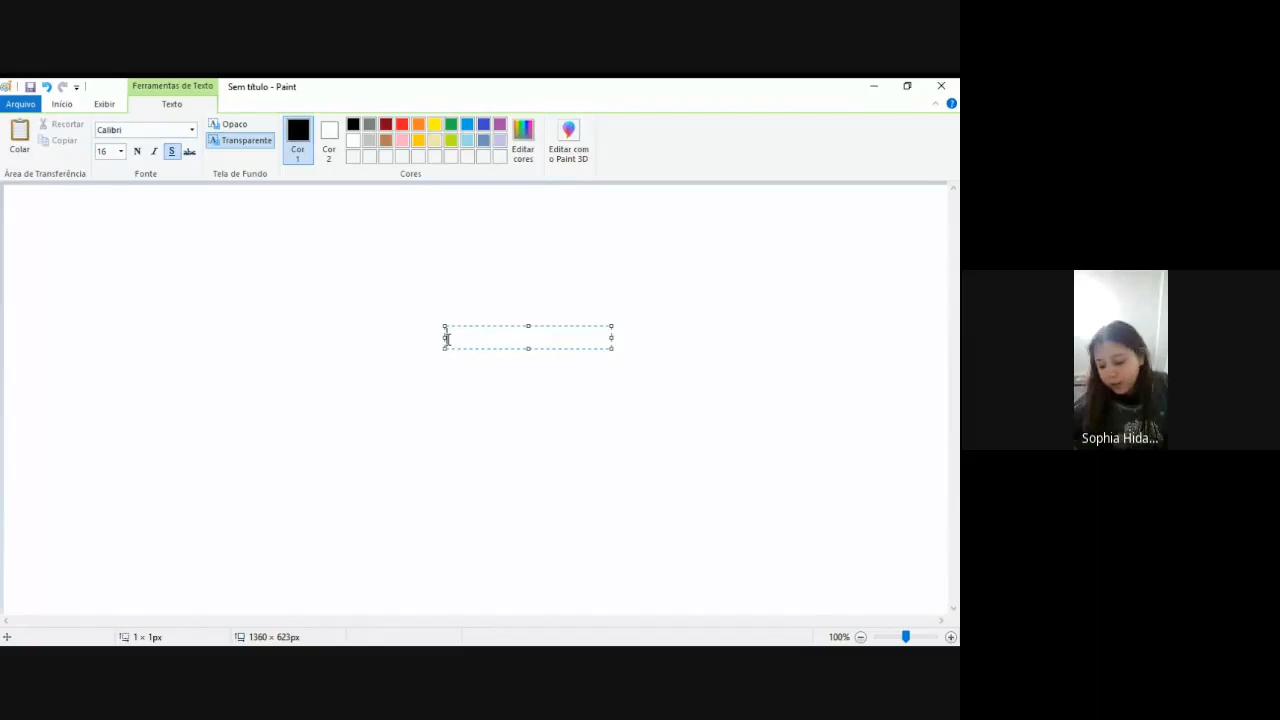 Ferramentas de Texto
Sem título - Paint
Arquivo
Início
Exibir
Texto
Colar
Recortar
Copiar
Área de Transferência
Calibri
16
N
I
S
abc
Fonte
Opaco
Transparente
Tela de Fundo
Cor
1
Cor
2
Editar
cores
Cores
Editar com
o Paint 3D
1 × 1px
1360 × 623px
100%
Sophia Hida...